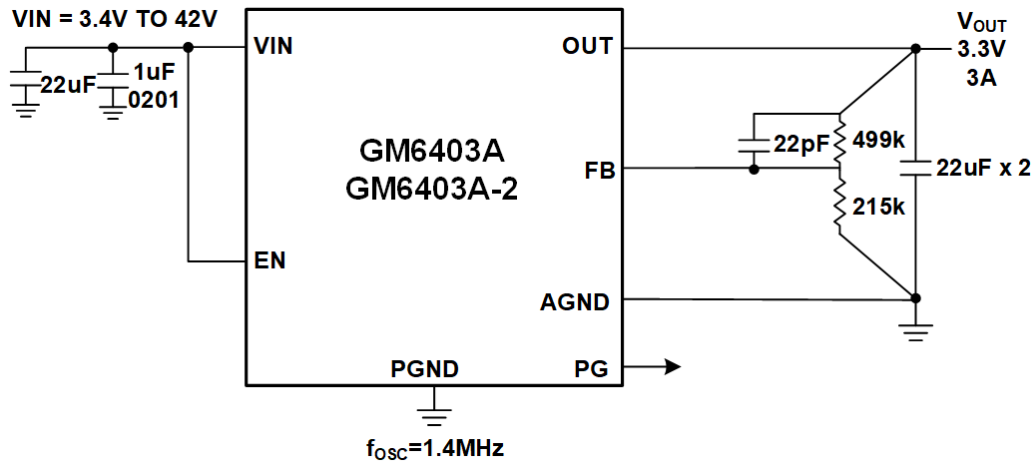 VIN = 3.4V TO 42V
22uF
1uF
0201
VIN
EN
GM6403A
GM6403A-2
OUT
FB
AGND
PG
PGND
fOSC=1.4MHz
22pF
499k
215k
22uF x 2
VOUT
3.3V
3A